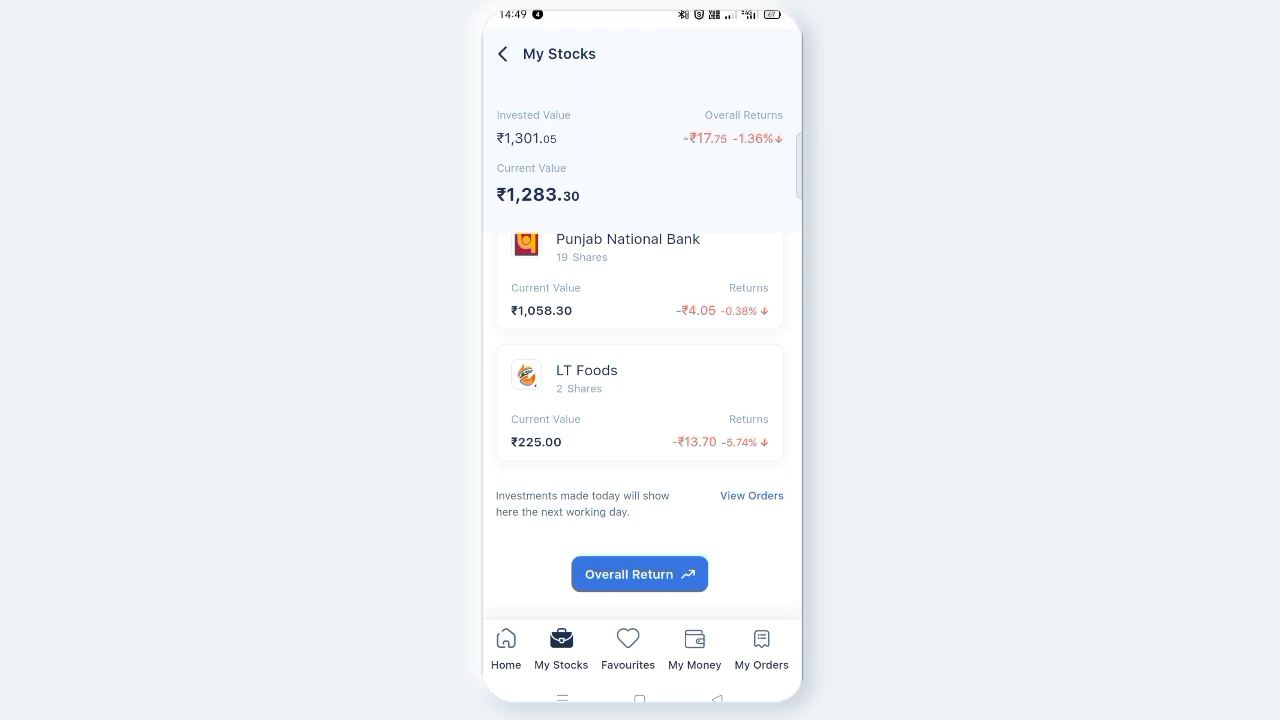 14:49 4
67
My Stocks
Invested Value Overall Returns
₹1,301.05 -₹17.75 -1.36%
Current Value
₹1,283.30
Punjab National Bank
19 Shares
Current Value Returns
₹1,058.30 -₹4.05 -0.38%
LT Foods
2 Shares
Current Value Returns
₹225.00 -₹13.70 -5.74%
Investments made today will show View Orders
here the next working day.
Overall Return
Home My Stocks Favourites My Money My Orders